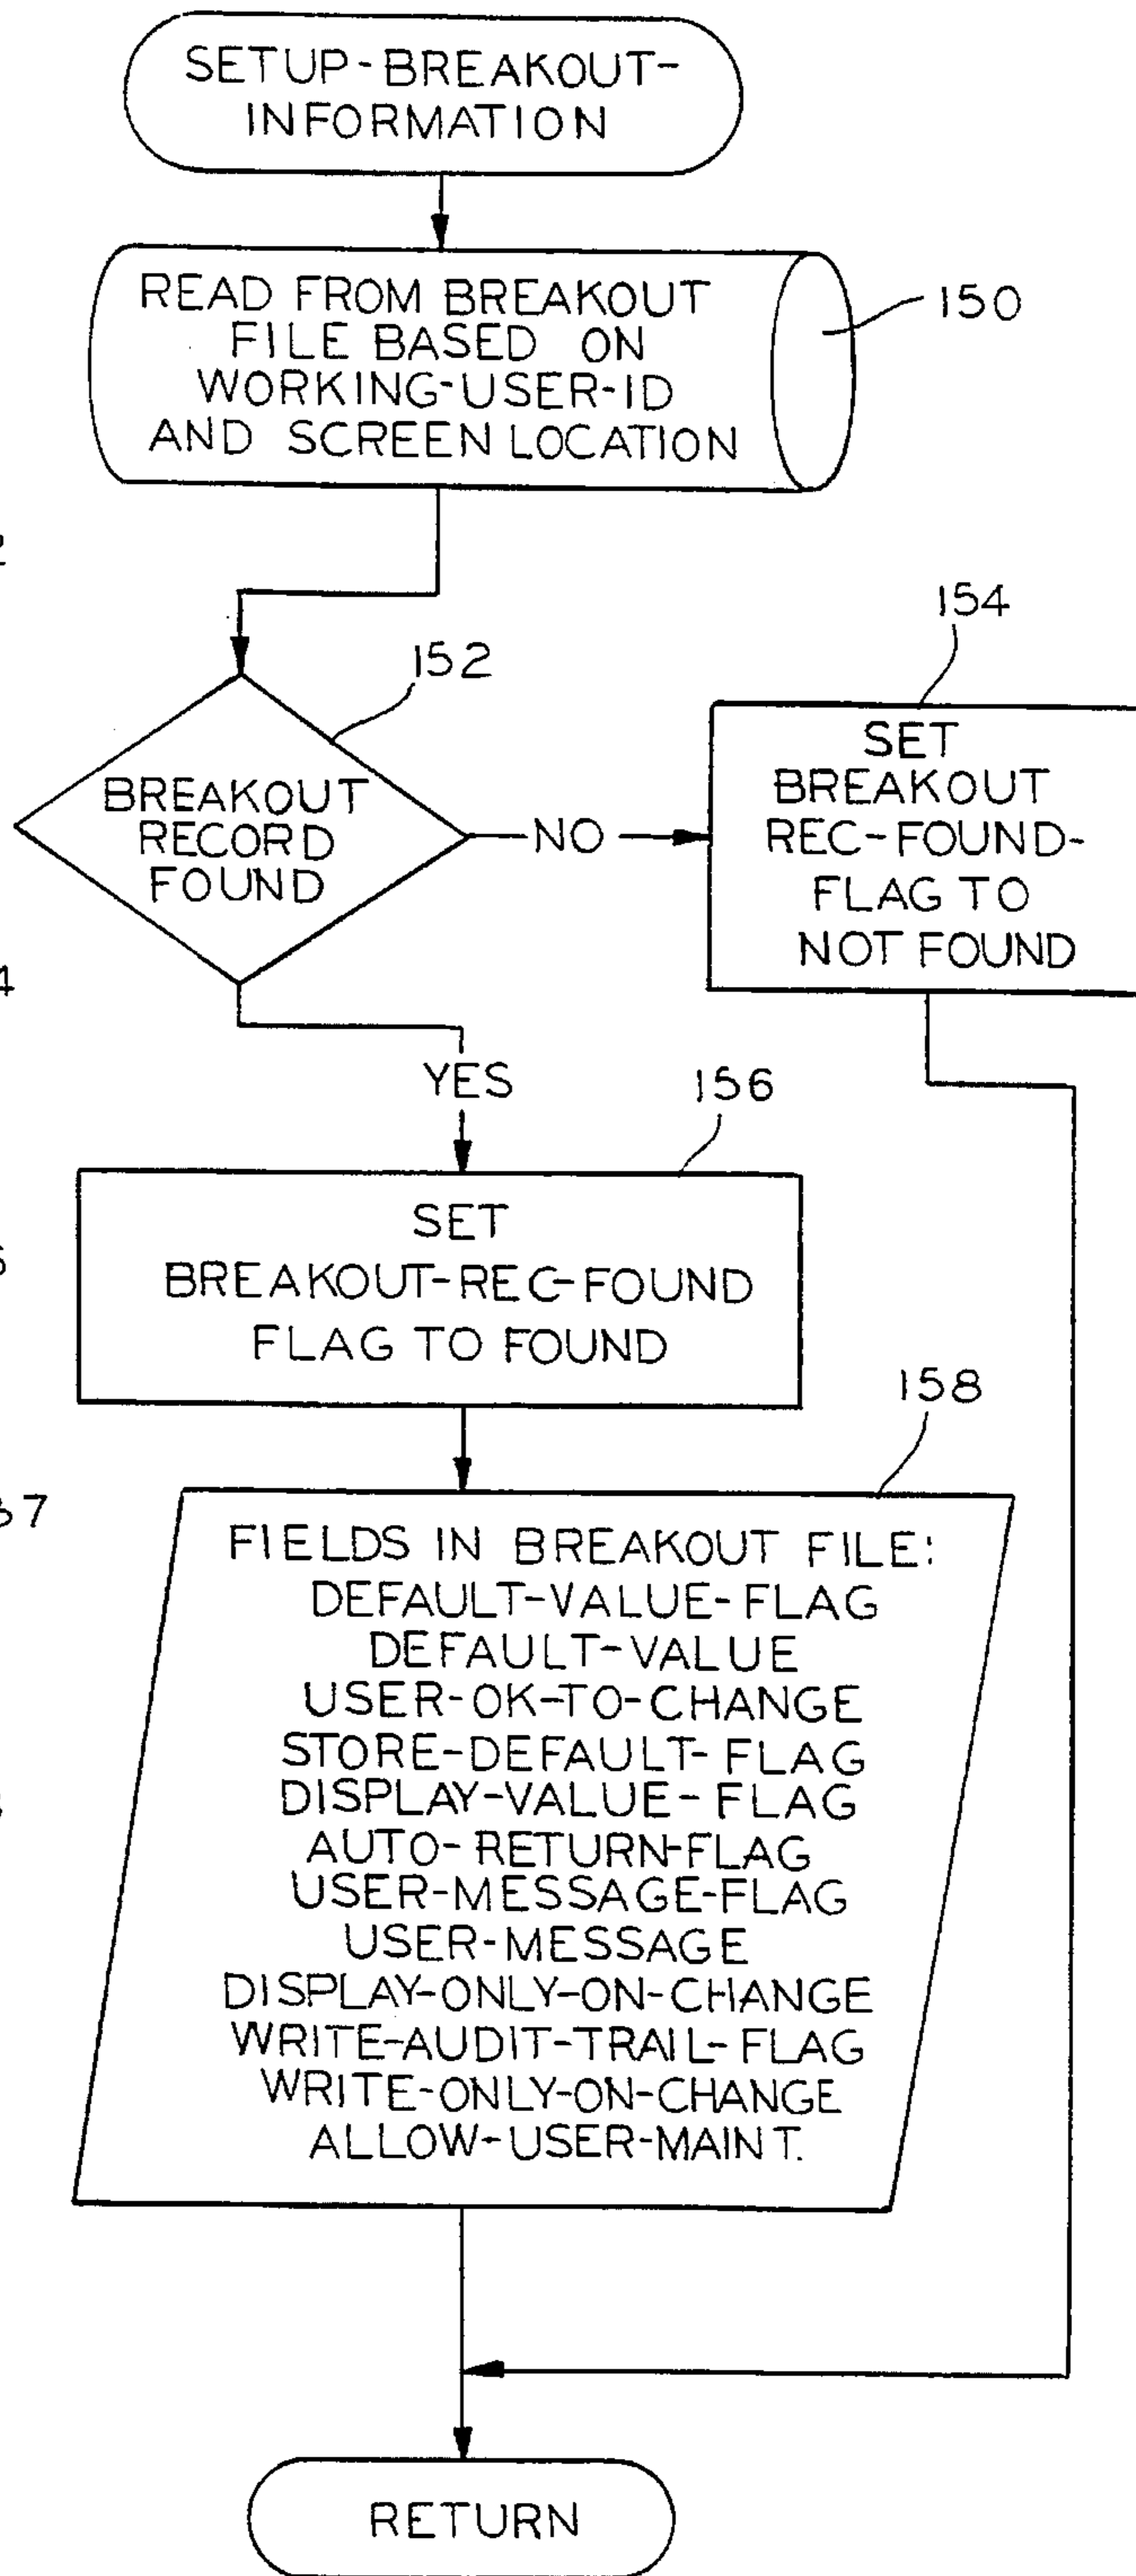 SETUP-BREAKOUT-
INFORMATION
READ FROM BREAKOUT
FILE BASED ON
WORKING-USER-ID
AND SCREEN LOCATION
150
2
152
154
BREAKOUT
RECORD
FOUND
NO
SET
BREAKOUT
REC-FOUND-
FLAG TO
NOT FOUND
4
YES
156
SET
BREAKOUT-REC-FOUND
FLAG TO FOUND
158
37
FIELDS IN BREAKOUT FILE:
DEFAULT-VALUE-FLAG
DEFAULT-VALUE
USER-OK-TO-CHANGE
STORE-DEFAULT-FLAG
DISPLAY-VALUE-FLAG
AUTO-RETURN-FLAG
USER-MESSAGE-FLAG
USER-MESSAGE
DISPLAY-ONLY-ON-CHANGE
WRITE-AUDIT-TRAIL-FLAG
WRITE-ONLY-ON-CHANGE
ALLOW-USER-MAINT.
RETURN